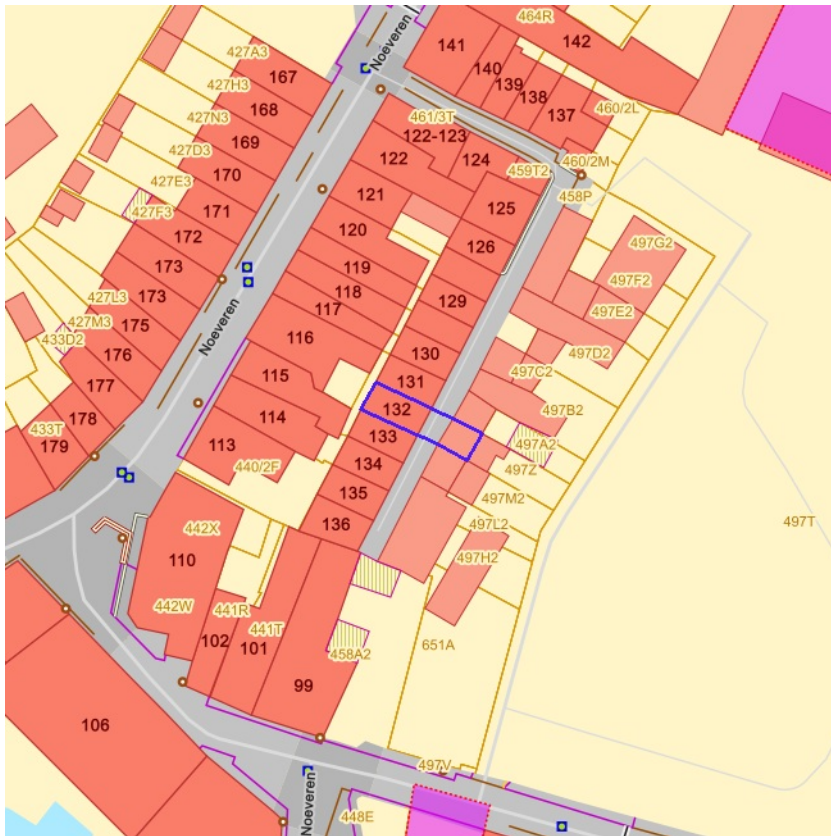 464R
142
141
Noeveren
140
139
138
137
460/2L
427A3
167
427H3
168
427N3
169
427D3
170
427E3
171
427F3
172
173
173
427L3
175
427M3
433D2
176
177
178
433T
179
461/3T
122-123
122
124
459T2
460/2M
458P
121
125
120
126
119
118
117
129
116
130
115
131
132
114
133
113
134
440/2F
135
136
Noeveren
497G2
497F2
497E2
497D2
497C2
497B2
497A2
497Z
497M2
497L2
497H2
497T
442X
110
442W
441R
102
441T
101
458A2
651A
99
106
497V
Noeveren
448E